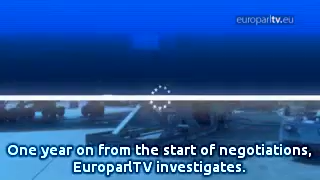 europarltv.eu
One year on from the start of negotiations,
EuroparlTV investigates.